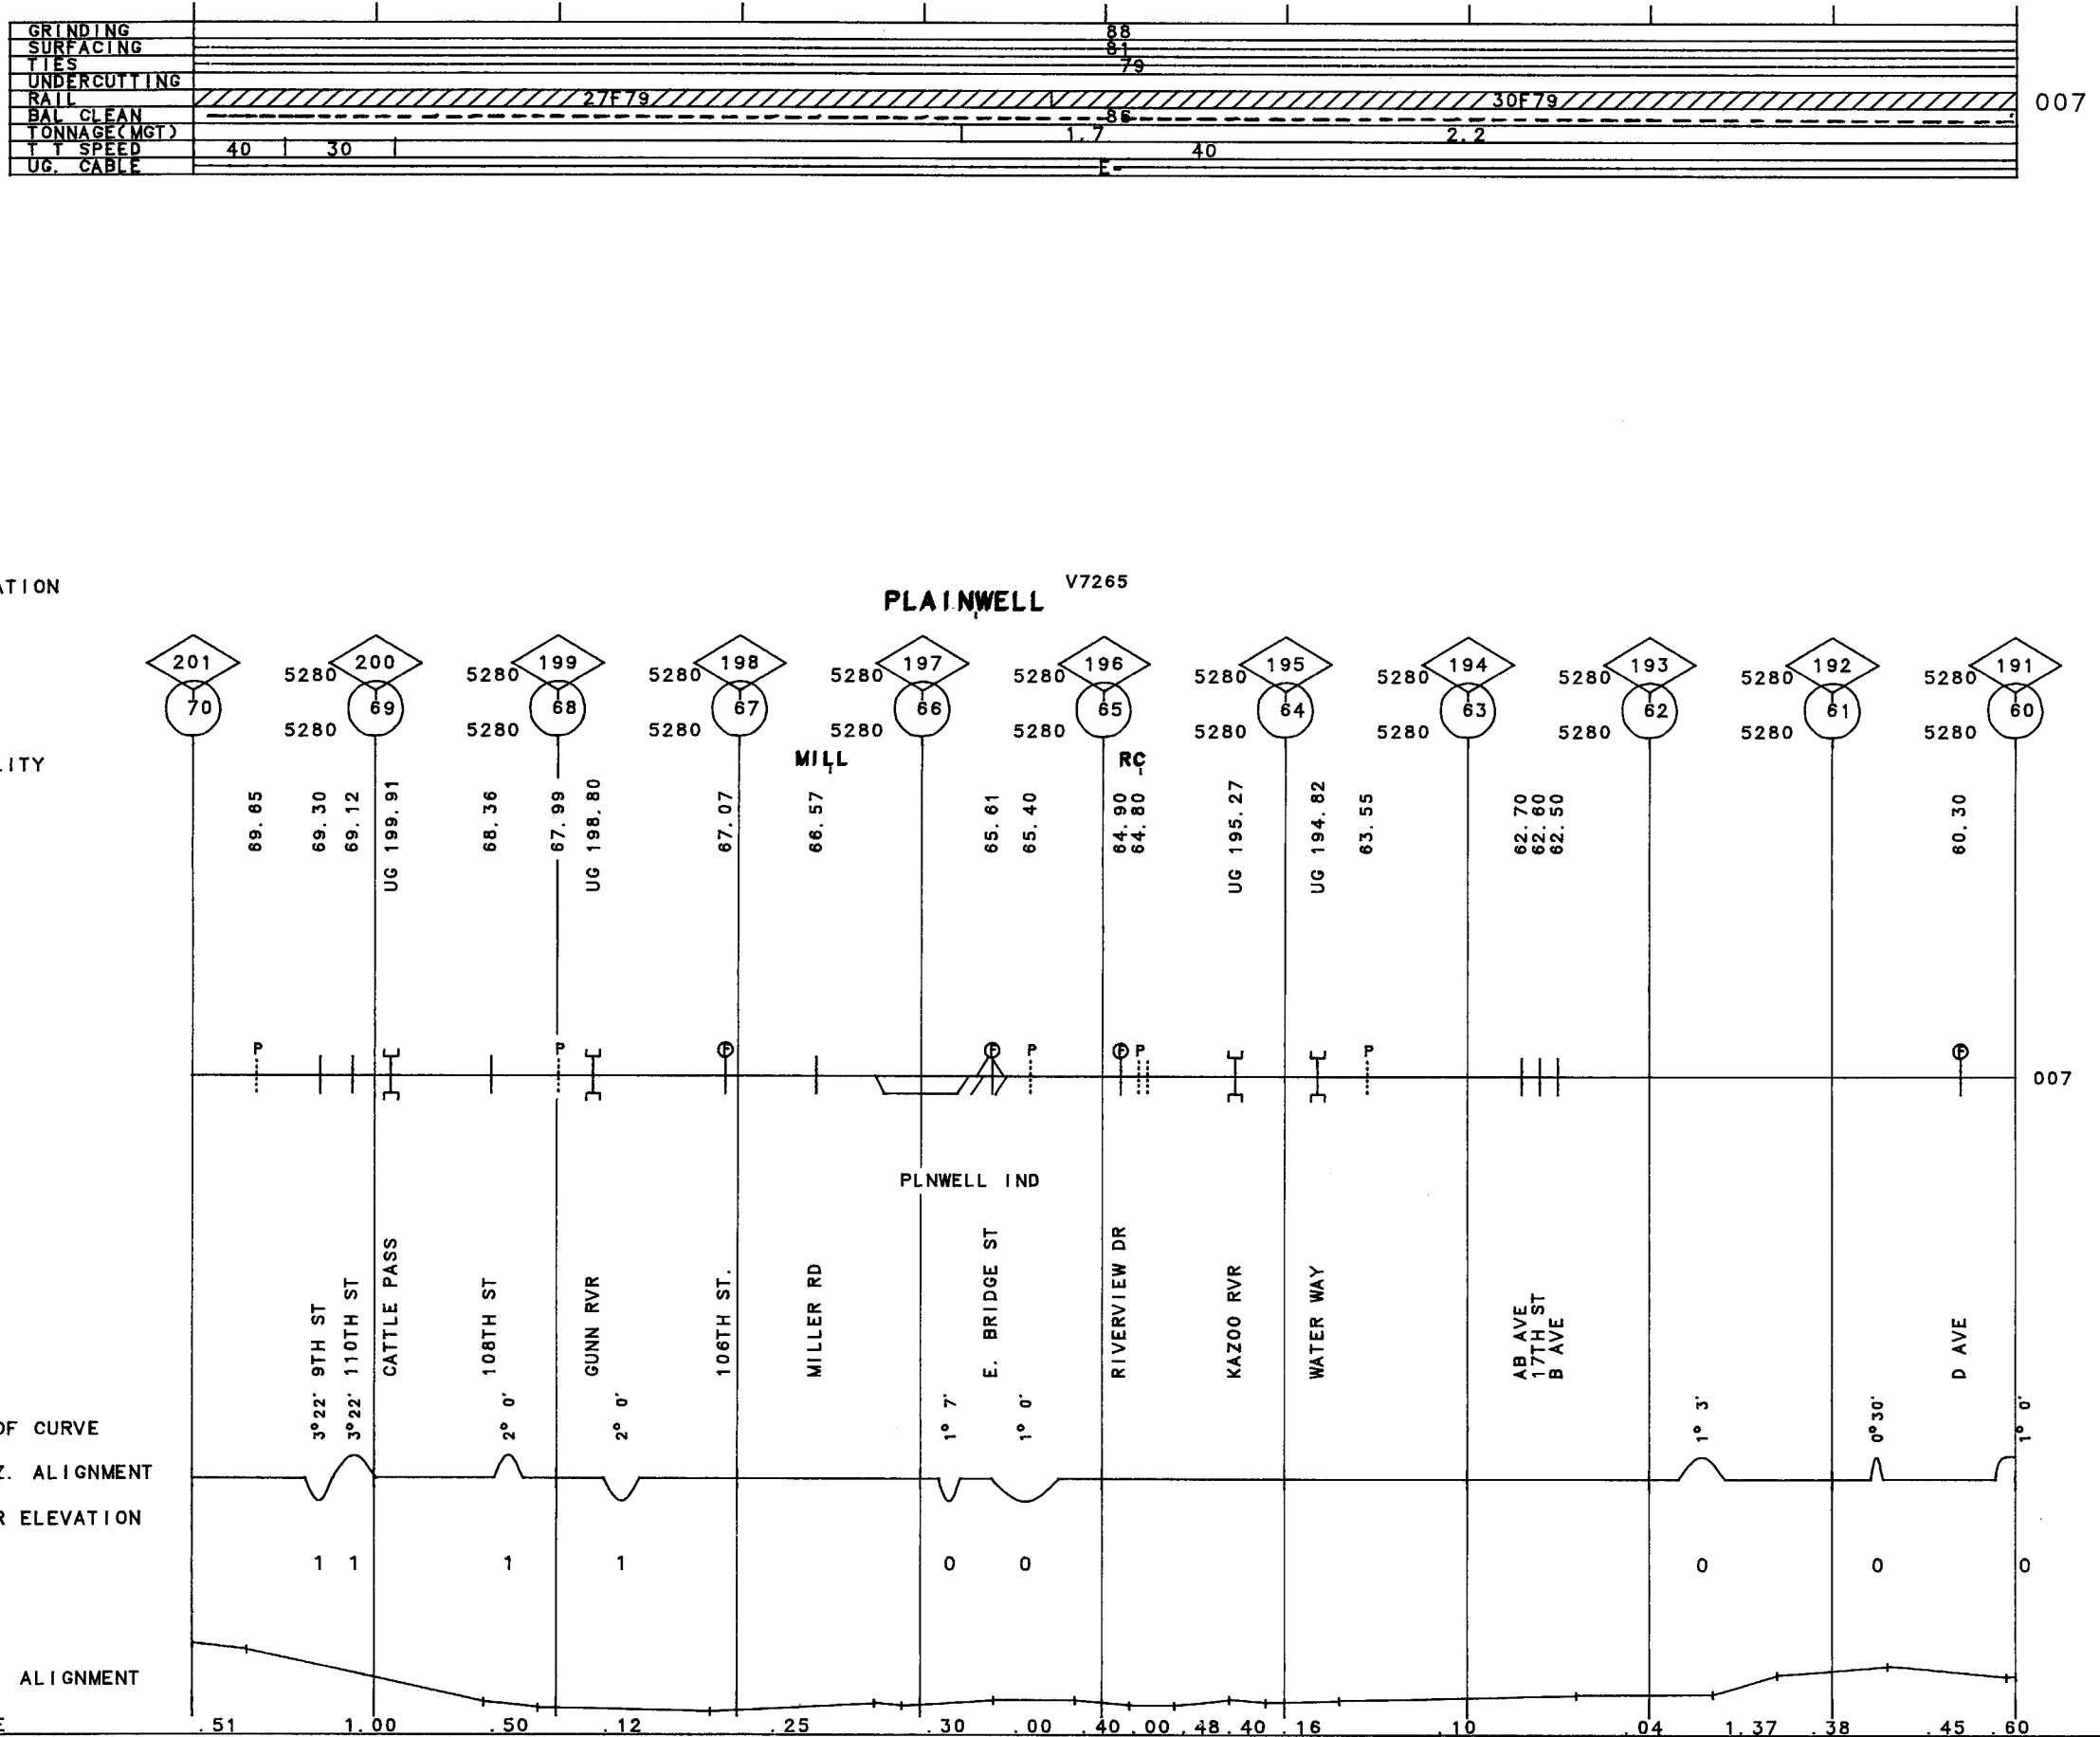 GRINDING 88
SURFACING 81
TIES 79
UNDERCUTTING
RAIL 27F79 30F79 007
BAL CLEAN 86
TONNAGE(MGT) 1.7 2.2
T T SPEED 40 30 40
UG. CABLE E-
ATION
PLAINWELL V7265
201 200 199 198 197 196 195 194 193 192 191
5280 5280 5280 5280 5280 5280 5280 5280 5280 5280
70 69 68 67 66 65 64 63 62 61 60
5280 5280 5280 5280 5280 5280 5280 5280 5280 5280
LITY MILL RC
69.65
69.30
69.12
UG 199.91
68.36
67.99
UG 198.80
67.07
66.57
65.61
65.40
64.90
64.80
UG 195.27
UG 194.82
63.55
62.70
62.60
62.50
60.30
P P F F P F P P F
007
PLNWELL IND
9TH ST
110TH ST
CATTLE PASS
108TH ST
GUNN RVR
106TH ST.
MILLER RD
E. BRIDGE ST
RIVERVIEW DR
KAZOO RVR
WATER WAY
AB AVE
17TH ST
B AVE
D AVE
OF CURVE
3°22' 3°22' 2° 0' 2° 0' 1° 7' 1° 0' 1° 3' 0°30' 1° 0'
Z. ALIGNMENT
R ELEVATION
1 1 1 1 0 0 0 0 0
ALIGNMENT
E .51 1.00 .50 .12 .25 .30 .00 .40 .00 .48 .40 .16 .10 .04 1.37 .38 .45 .60